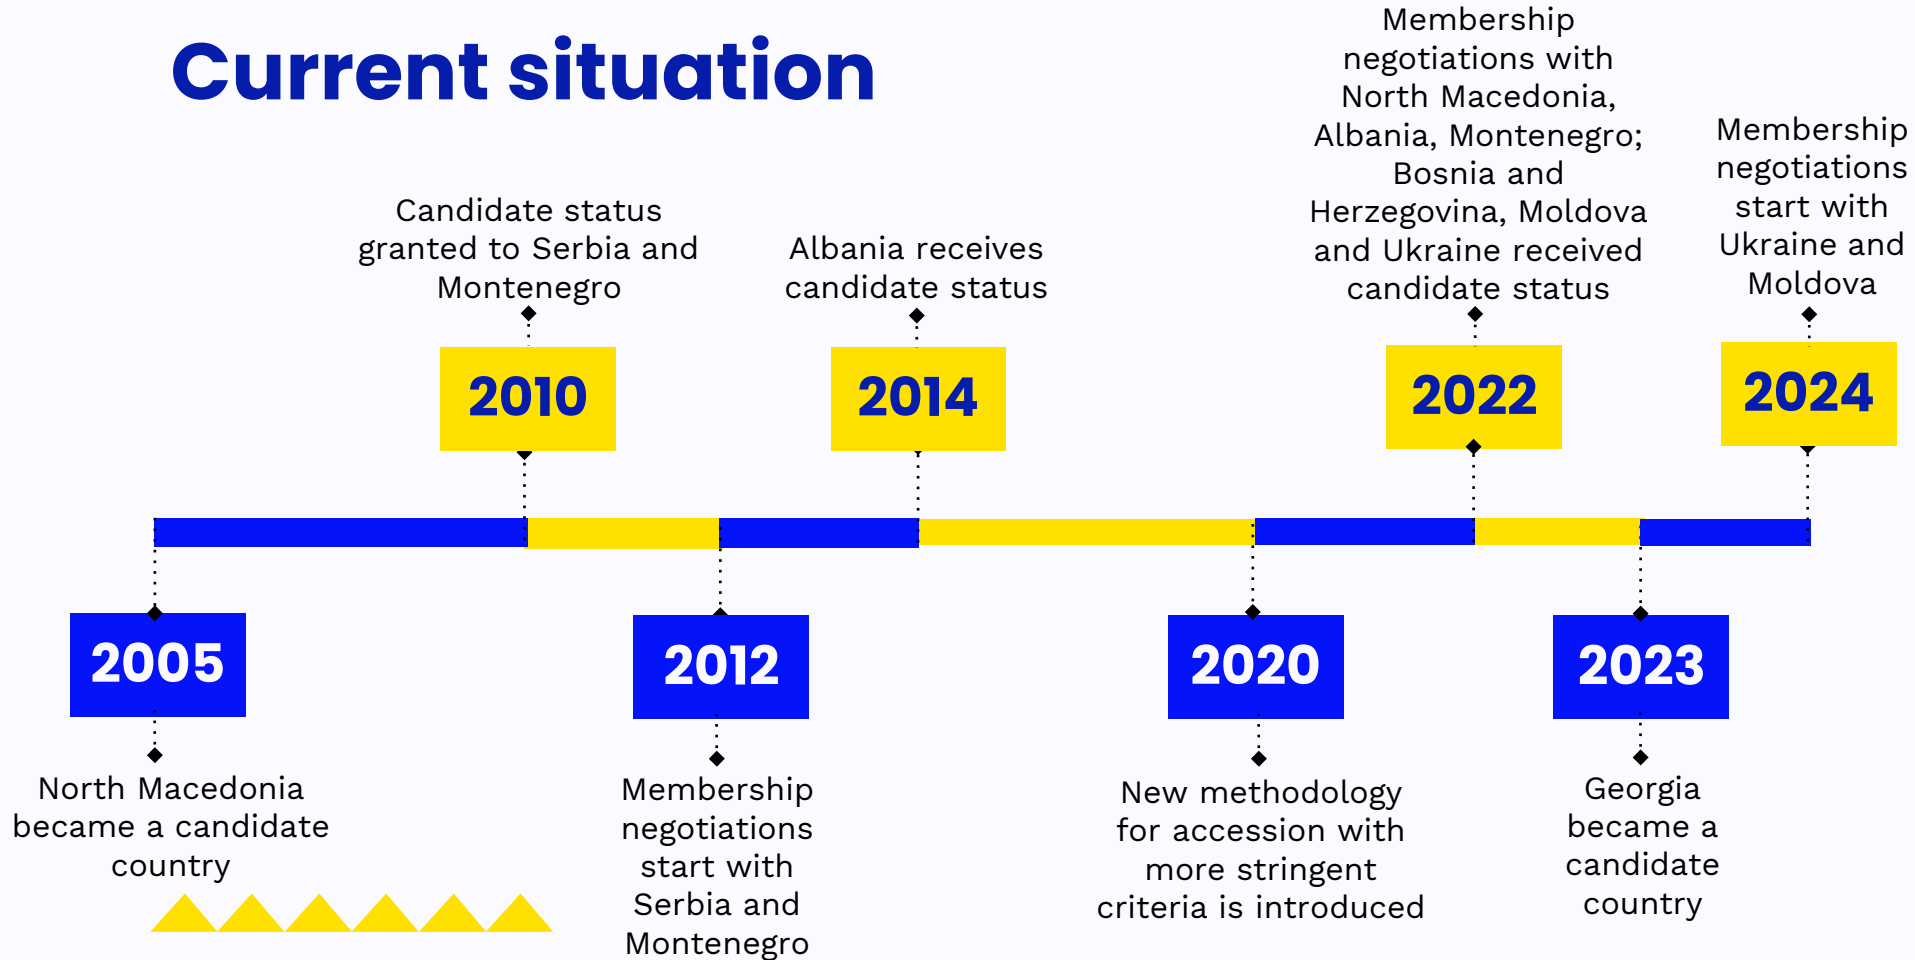 Current situation
Candidate status
granted to Serbia and
Montenegro
2010
Albania receives
candidate status
2014
Membership
negotiations with
North Macedonia,
Albania, Montenegro;
Bosnia and
Herzegovina, Moldova
and Ukraine received
candidate status
2022
Membership
negotiations
start with
Ukraine and
Moldova
2024
2005
North Macedonia
became a candidate
country
2012
Membership
negotiations
start with
Serbia and
Montenegro
2020
New methodology
for accession with
more stringent
criteria is introduced
2023
Georgia
became a
candidate
country